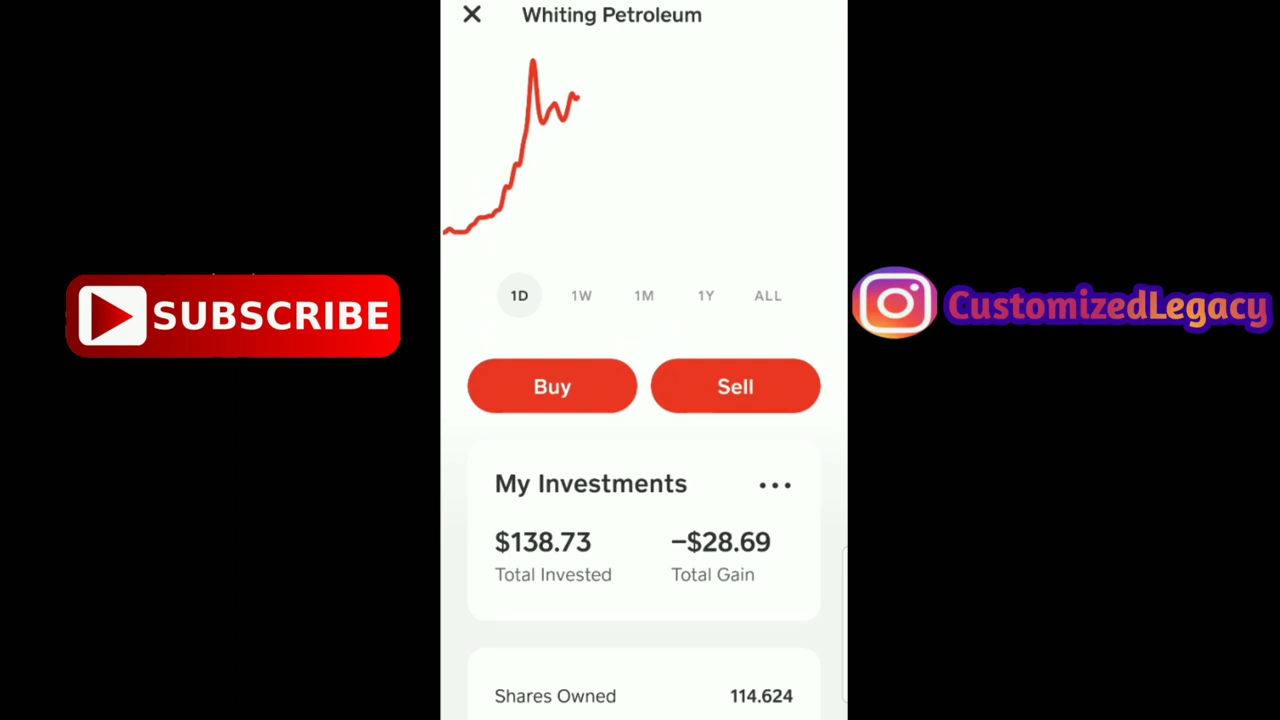 Whiting Petroleum
SUBSCRIBE
CustomizedLegacy
1D 1W 1M 1Y ALL
Buy Sell
My Investments
$138.73 −$28.69
Total Invested Total Gain
Shares Owned 114.624